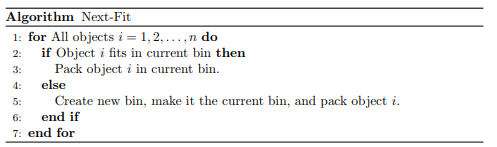 Algorithm Next-Fit
1: for All objects i = 1, 2, . . . , n do
2: if Object i fits in current bin then
3: Pack object i in current bin.
4: else
5: Create new bin, make it the current bin, and pack object i.
6: end if
7: end for